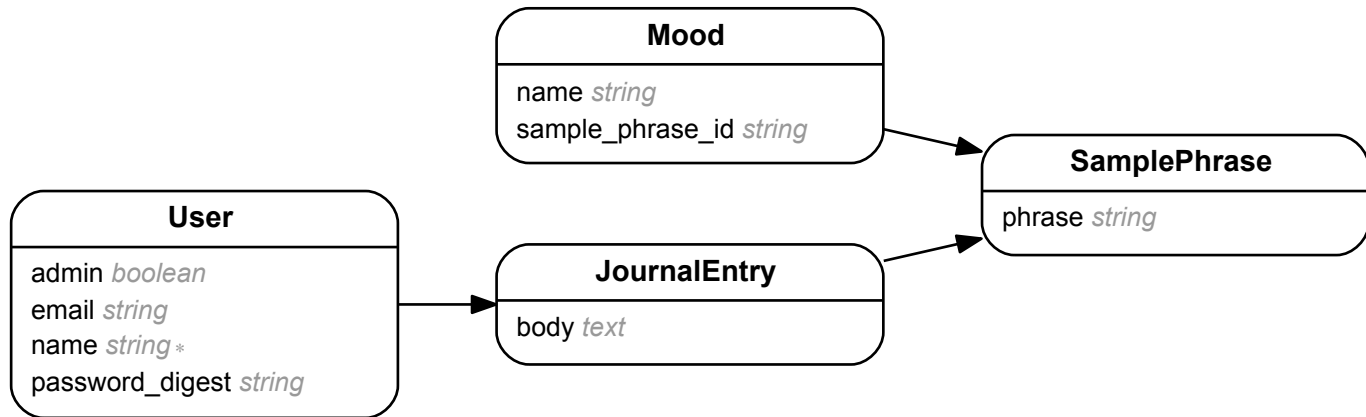 Mood
name string
sample_phrase_id string
SamplePhrase
phrase string
User
admin boolean
email string
name string *
password_digest string
JournalEntry
body text